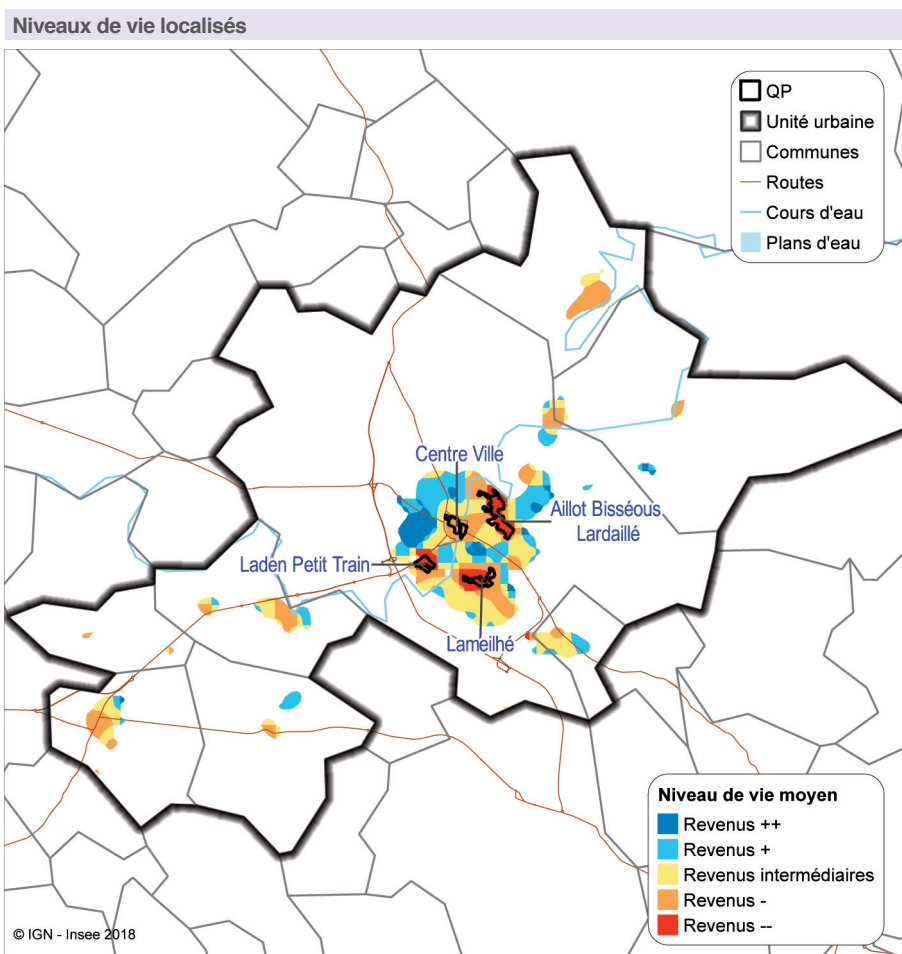 Niveaux de vie localisés
QP
Unité urbaine
Communes
Routes
Cours d'eau
Plans d'eau
Centre Ville
Aillot Bisséous
Lardaillé
Laden Petit Train
Lameilhé
Niveau de vie moyen
Revenus ++
Revenus +
Revenus intermédiaires
Revenus -
Revenus --
© IGN - Insee 2018